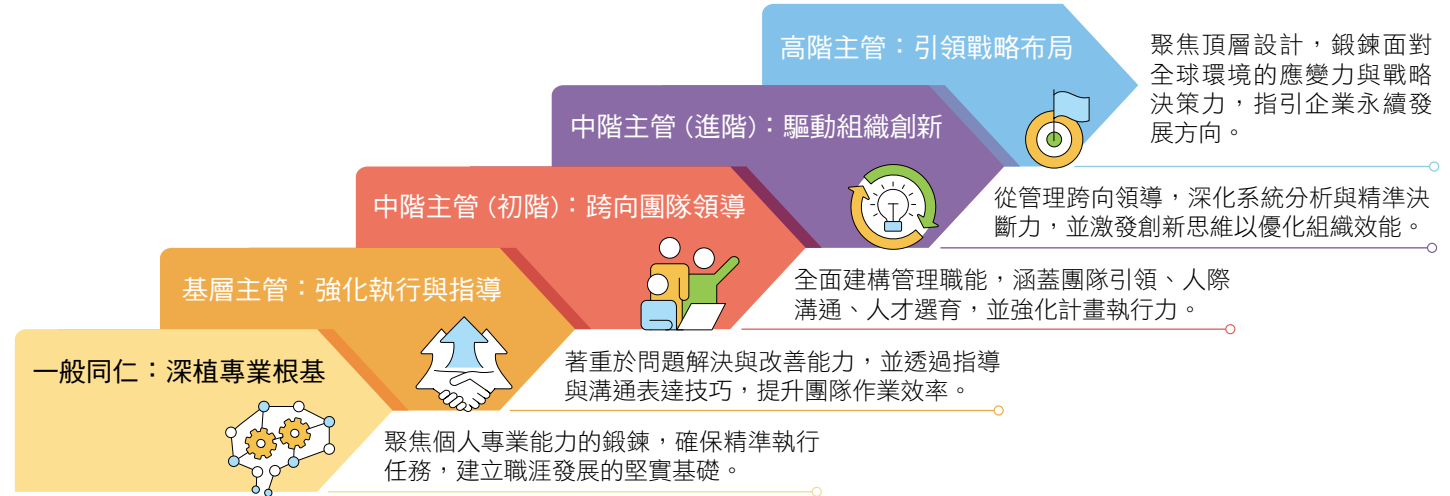 高階主管：引領戰略布局
聚焦頂層設計，鍛鍊面對
全球環境的應變力與戰略
決策力，指引企業永續發
展方向。
中階主管（進階）：驅動組織創新
從管理跨向領導，深化系統分析與精準決
斷力，並激發創新思維以優化組織效能。
中階主管（初階）：跨向團隊領導
全面建構管理職能，涵蓋團隊引領、人際
溝通、人才選育，並強化計畫執行力。
基層主管：強化執行與指導
著重於問題解決與改善能力，並透過指導
與溝通表達技巧，提升團隊作業效率。
一般同仁：深植專業根基
聚焦個人專業能力的鍛鍊，確保精準執行
任務，建立職涯發展的堅實基礎。